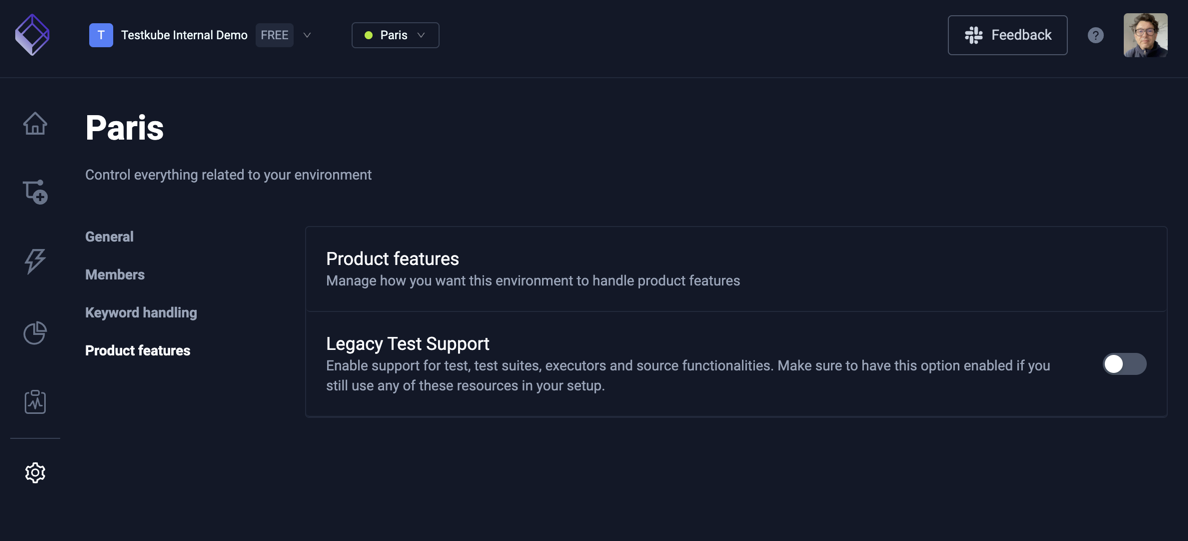 T Testkube Internal Demo FREE
Paris
Feedback
?
Paris
Control everything related to your environment
General
Members
Keyword handling
Product features
Product features
Manage how you want this environment to handle product features
Legacy Test Support
Enable support for test, test suites, executors and source functionalities. Make sure to have this option enabled if you
still use any of these resources in your setup.